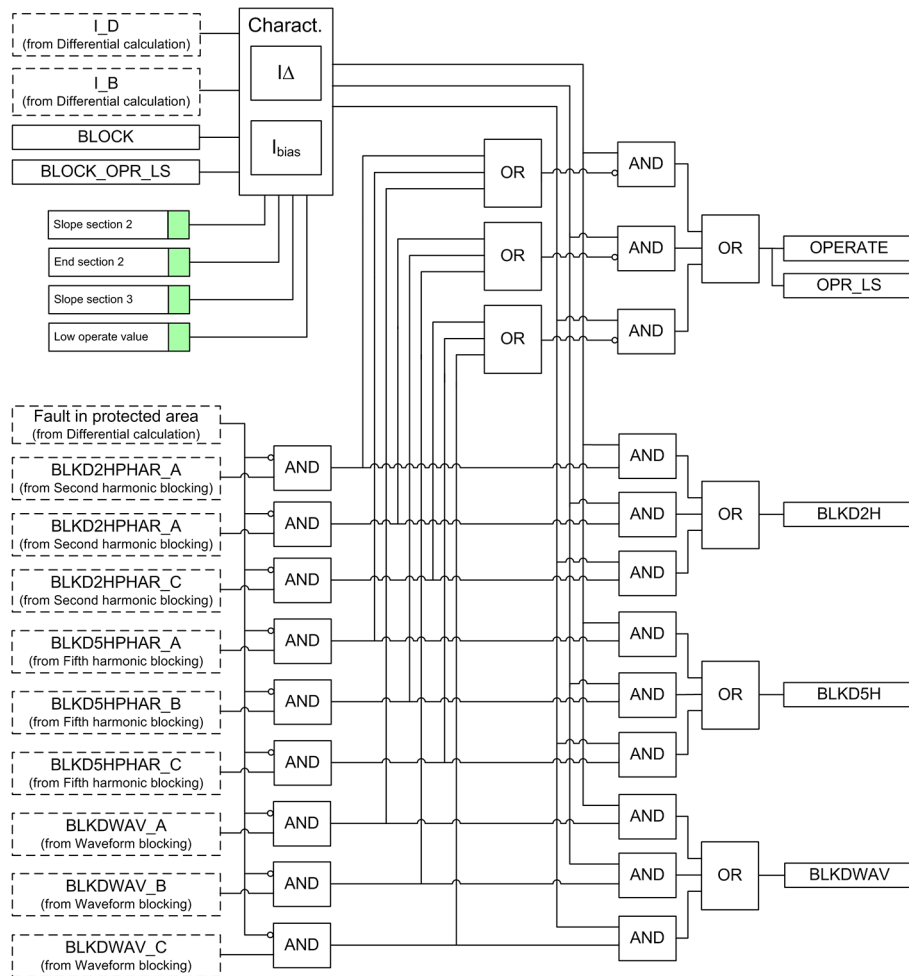 I_D
(from Differential calculation)
I_B
(from Differential calculation)
BLOCK
BLOCK_OPR_LS
Charact.
I∆
Ibias
Slope section 2
End section 2
Slope section 3
Low operate value
OR
OR
OR
AND
AND
AND
OR
OPERATE
OPR_LS
Fault in protected area
(from Differential calculation)
BLKD2HPHAR_A
(from Second harmonic blocking)
BLKD2HPHAR_A
(from Second harmonic blocking)
BLKD2HPHAR_C
(from Second harmonic blocking)
BLKD5HPHAR_A
(from Fifth harmonic blocking)
BLKD5HPHAR_B
(from Fifth harmonic blocking)
BLKD5HPHAR_C
(from Fifth harmonic blocking)
BLKDWAV_A
(from Waveform blocking)
BLKDWAV_B
(from Waveform blocking)
BLKDWAV_C
(from Waveform blocking)
AND
AND
AND
AND
AND
AND
AND
AND
AND
AND
AND
AND
OR
BLKD2H
AND
AND
AND
OR
BLKD5H
AND
AND
AND
OR
BLKDWAV